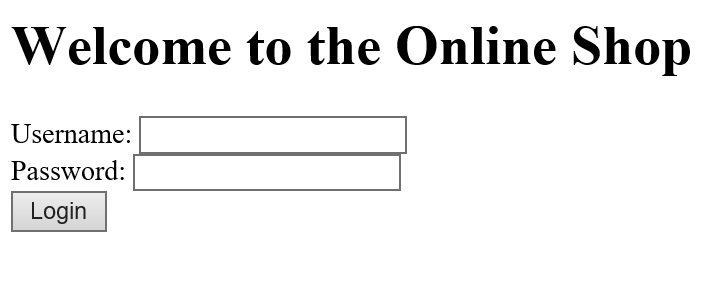 Welcome to the Online Shop
Username:
Password:
Login